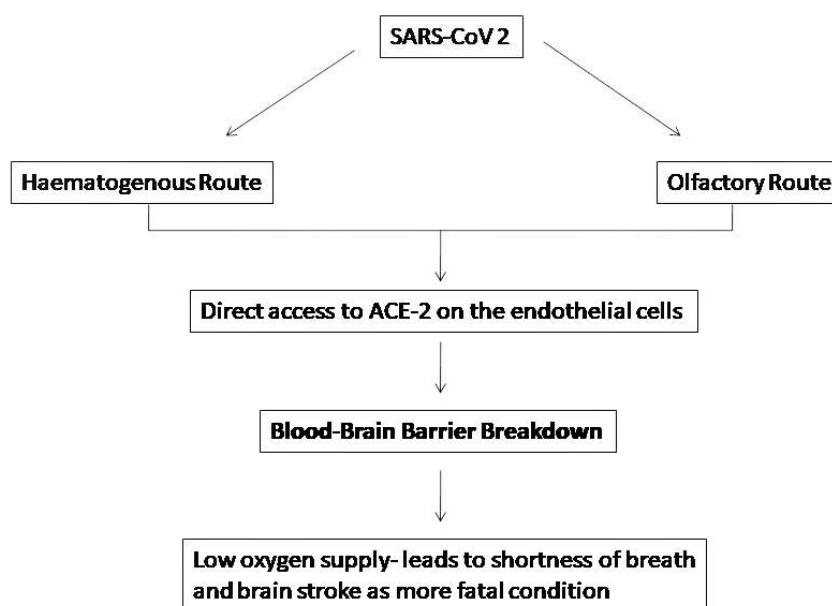 SARS-CoV 2
Haematogenous Route
Olfactory Route
Direct access to ACE-2 on the endothelial cells
Blood-Brain Barrier Breakdown
Low oxygen supply- leads to shortness of breath
and brain stroke as more fatal condition